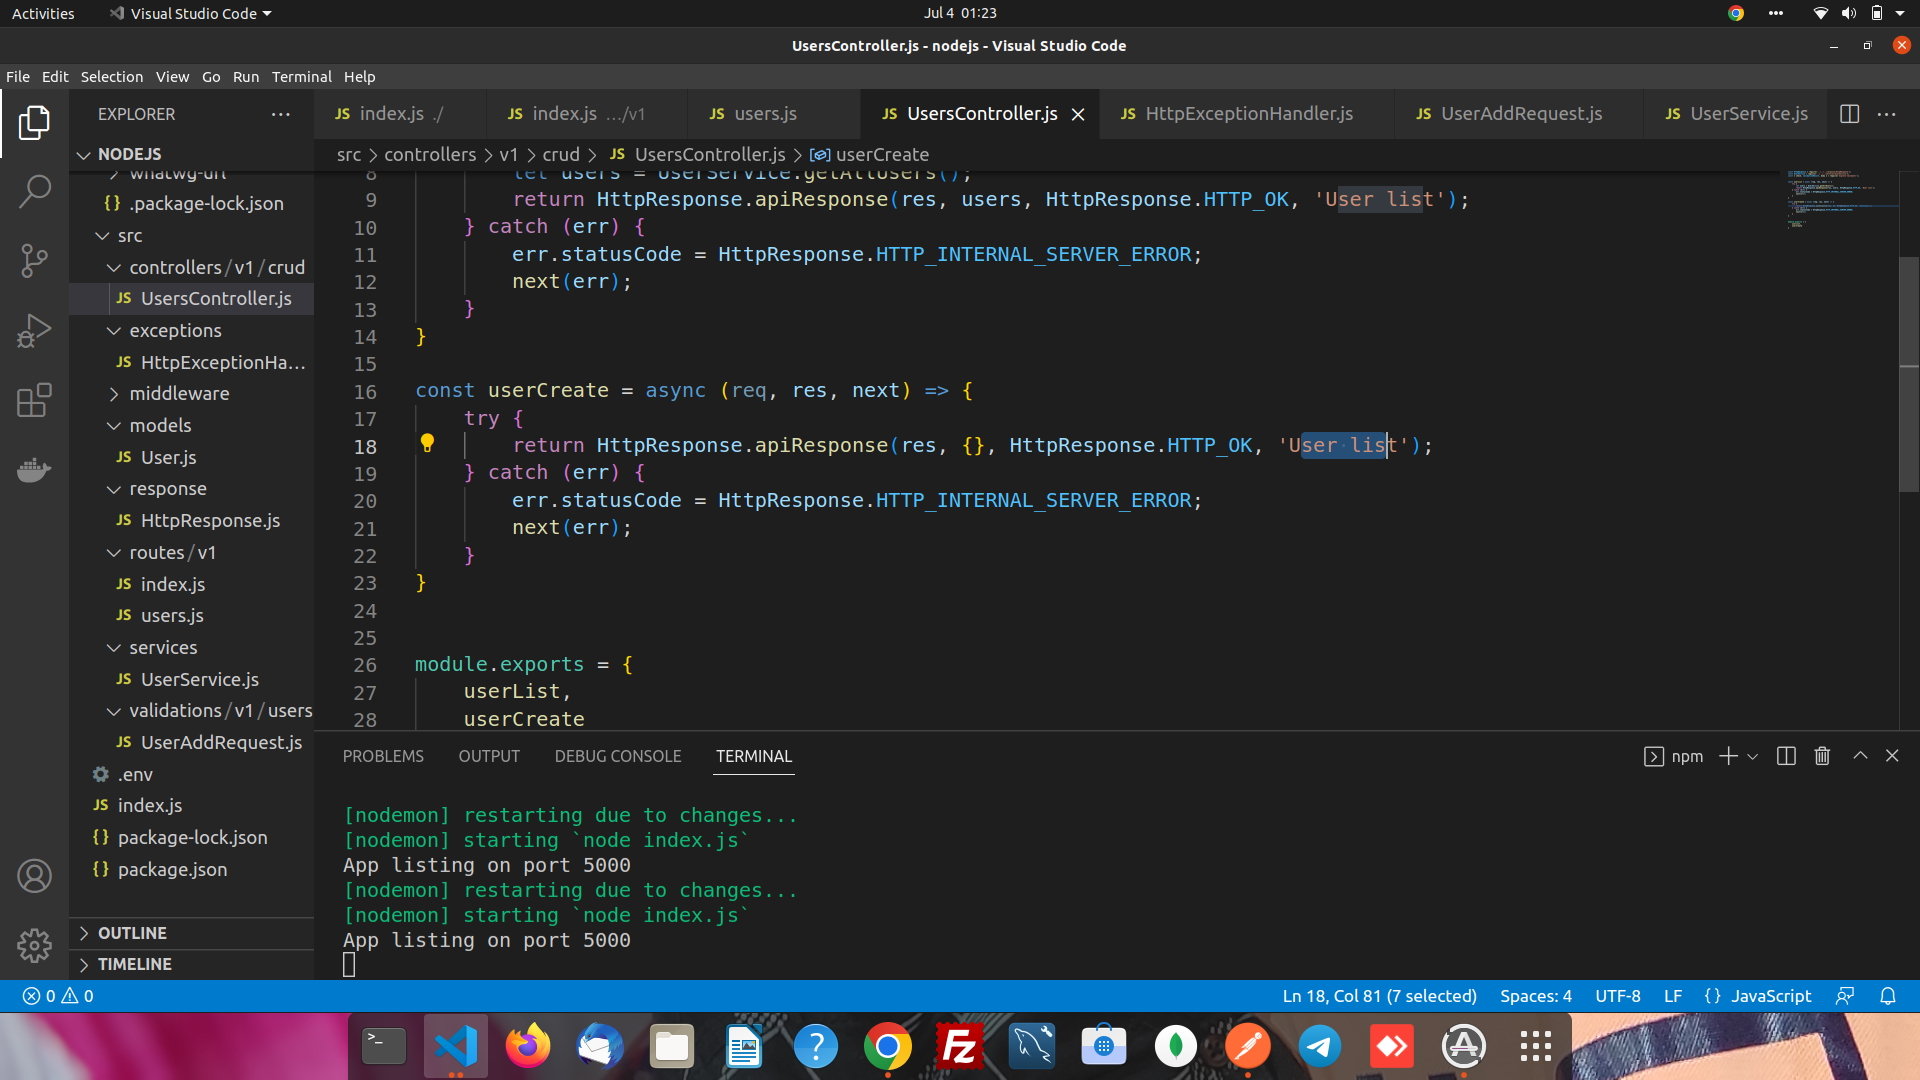 Activities Visual Studio Code Jul 4 01:23
UsersController.js - nodejs - Visual Studio Code
File Edit Selection View Go Run Terminal Help
EXPLORER
NODEJS
whatwg-url
{} .package-lock.json
src
controllers/v1/crud
JS UsersController.js
exceptions
JS HttpExceptionHa...
middleware
models
JS User.js
response
JS HttpResponse.js
routes/v1
JS index.js
JS users.js
services
JS UserService.js
validations/v1/users
JS UserAddRequest.js
.env
JS index.js
{} package-lock.json
{} package.json
OUTLINE
TIMELINE
JS index.js ./ JS index.js .../v1 JS users.js JS UsersController.js JS HttpExceptionHandler.js JS UserAddRequest.js JS UserService.js
src > controllers > v1 > crud > JS UsersController.js > userCreate
8 let users = UserService.getAllUsers();
9 return HttpResponse.apiResponse(res, users, HttpResponse.HTTP_OK, 'User list');
10 } catch (err) {
11 err.statusCode = HttpResponse.HTTP_INTERNAL_SERVER_ERROR;
12 next(err);
13 }
14 }
15
16 const userCreate = async (req, res, next) => {
17 try {
18 return HttpResponse.apiResponse(res, {}, HttpResponse.HTTP_OK, 'User list');
19 } catch (err) {
20 err.statusCode = HttpResponse.HTTP_INTERNAL_SERVER_ERROR;
21 next(err);
22 }
23 }
24
25
26 module.exports = {
27 userList,
28 userCreate
PROBLEMS OUTPUT DEBUG CONSOLE TERMINAL npm
[nodemon] restarting due to changes...
[nodemon] starting `node index.js`
App listing on port 5000
[nodemon] restarting due to changes...
[nodemon] starting `node index.js`
App listing on port 5000
0 0 Ln 18, Col 81 (7 selected) Spaces: 4 UTF-8 LF {} JavaScript
>_ ? Fz A